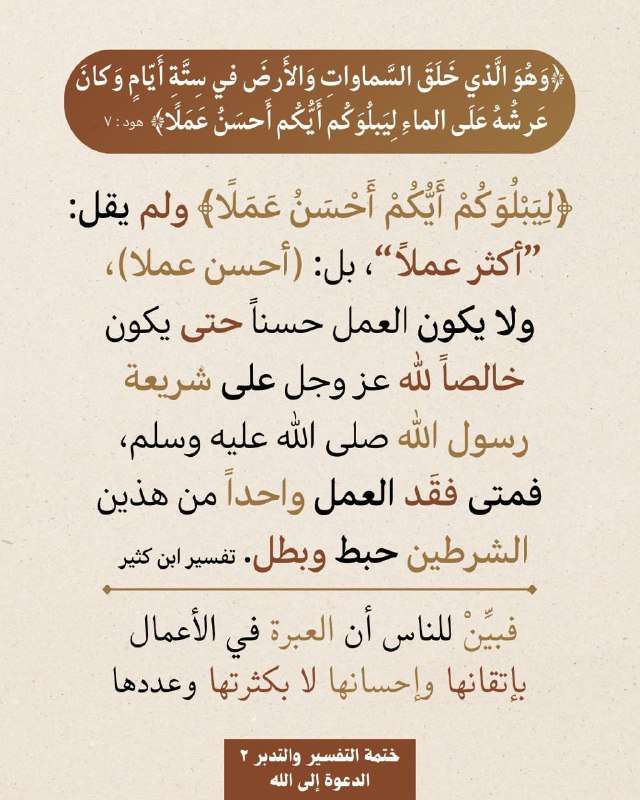 ﴿وَهُوَ الَّذي خَلَقَ السَّماواتِ وَالأَرضَ في سِتَّةِ أَيّامٍ وَكانَ
عَرشُهُ عَلَى الماءِ لِيَبلُوَكُم أَيُّكُم أَحسَنُ عَمَلًا﴾ هود : ٧
﴿لِيَبْلُوَكُمْ أَيُّكُمْ أَحْسَنُ عَمَلًا﴾ ولم يقل:
”أكثر عملاً“، بل: (أحسن عملا)،
ولا يكون العمل حسناً حتى يكون
خالصاً لله عز وجل على شريعة
رسول الله صلى الله عليه وسلم،
فمتى فقَد العمل واحداً من هذين
الشرطين حبط وبطل. تفسير ابن كثير
فبيِّنْ للناس أن العبرة في الأعمال
بإتقانها وإحسانها لا بكثرتها وعددها
ختمة التفسير والتدبر ٢
الدعوة إلى الله